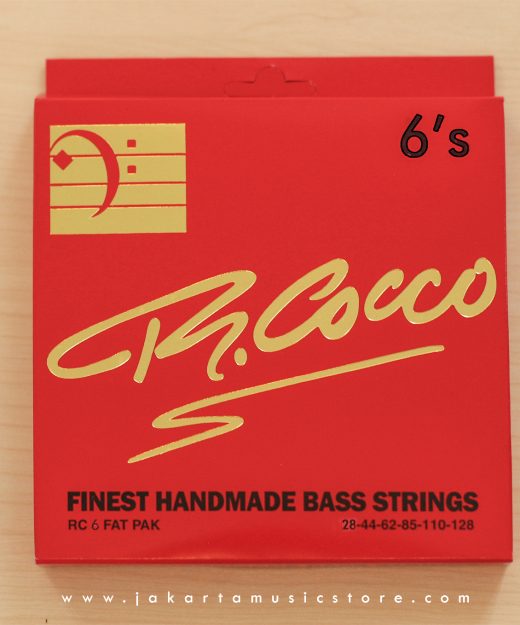 6's
R. Cocco
FINEST HANDMADE BASS STRINGS
RC 6 FAT PAK 28-44-62-85-110-128
www.jakartamusicstore.com